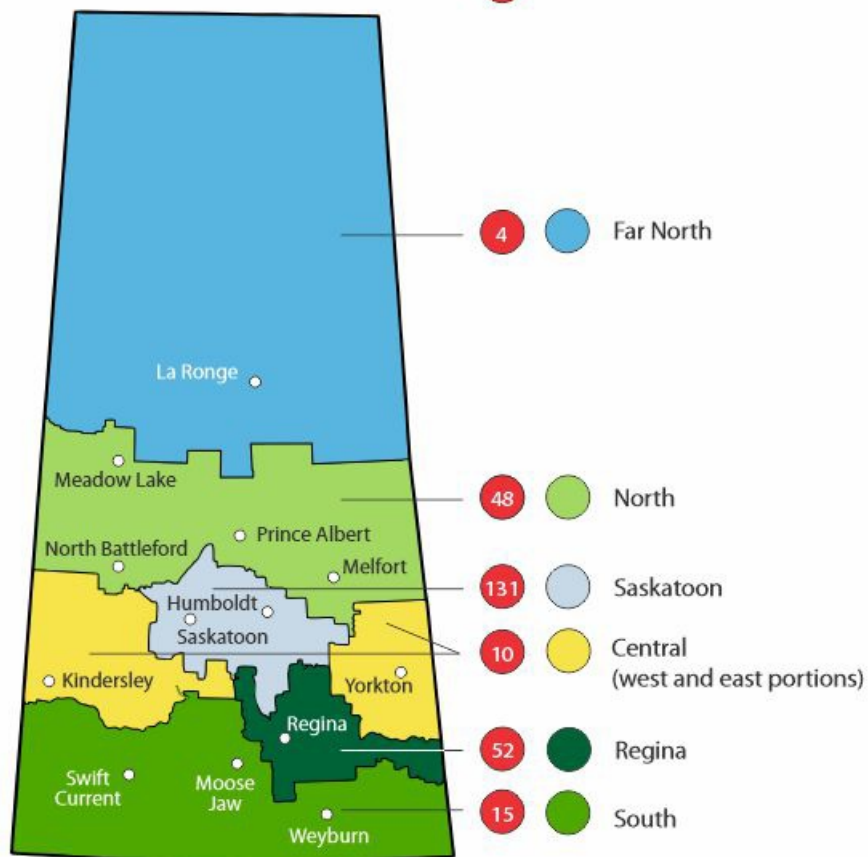 4 Far North
La Ronge
Meadow Lake
48 North
Prince Albert
North Battleford
Melfort
131 Saskatoon
Humboldt
Saskatoon
10 Central
(west and east portions)
Kindersley
Yorkton
Regina
52 Regina
Swift
Current
Moose
Jaw
15 South
Weyburn